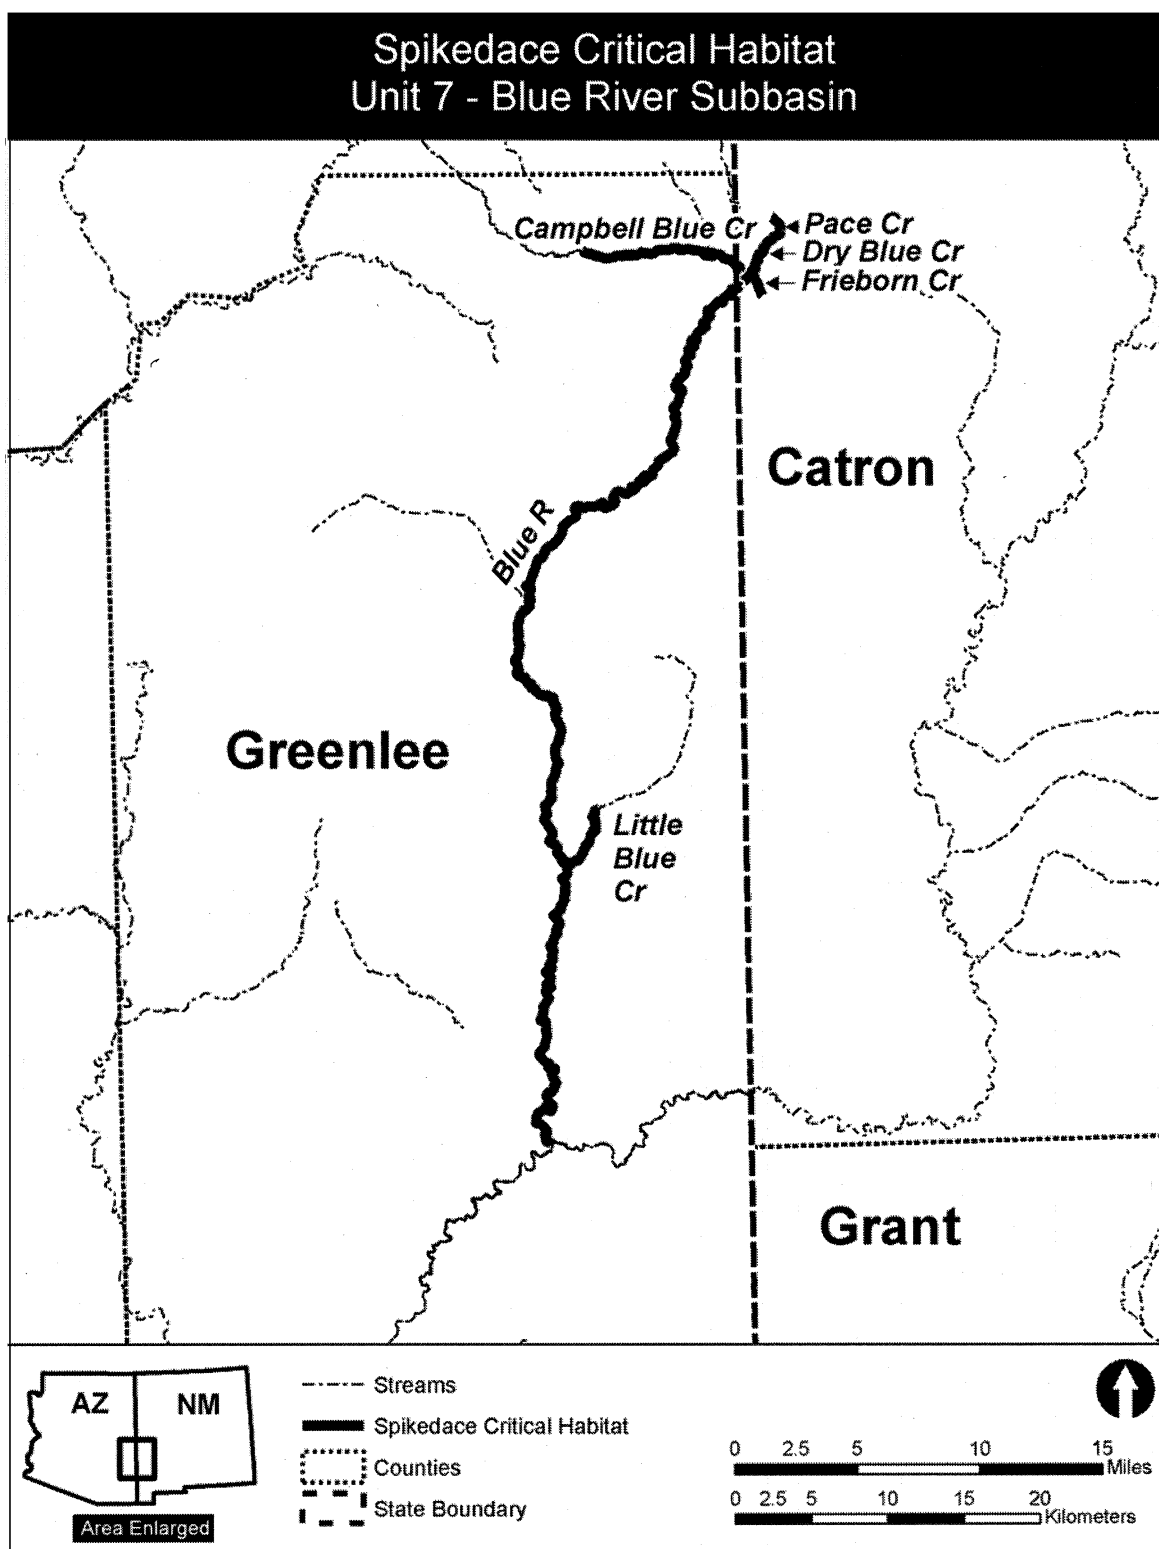 Spikedace Critical Habitat
Unit 7 - Blue River Subbasin
Campbell Blue Cr
Pace Cr
Dry Blue Cr
Frieborn Cr
Catron
Blue R
Greenlee
Little
Blue
Cr
Grant
AZ
NM
Area Enlarged
Streams
Spikedace Critical Habitat
Counties
State Boundary
0 2.5 5 10 15
Miles
0 2.5 5 10 15 20
Kilometers